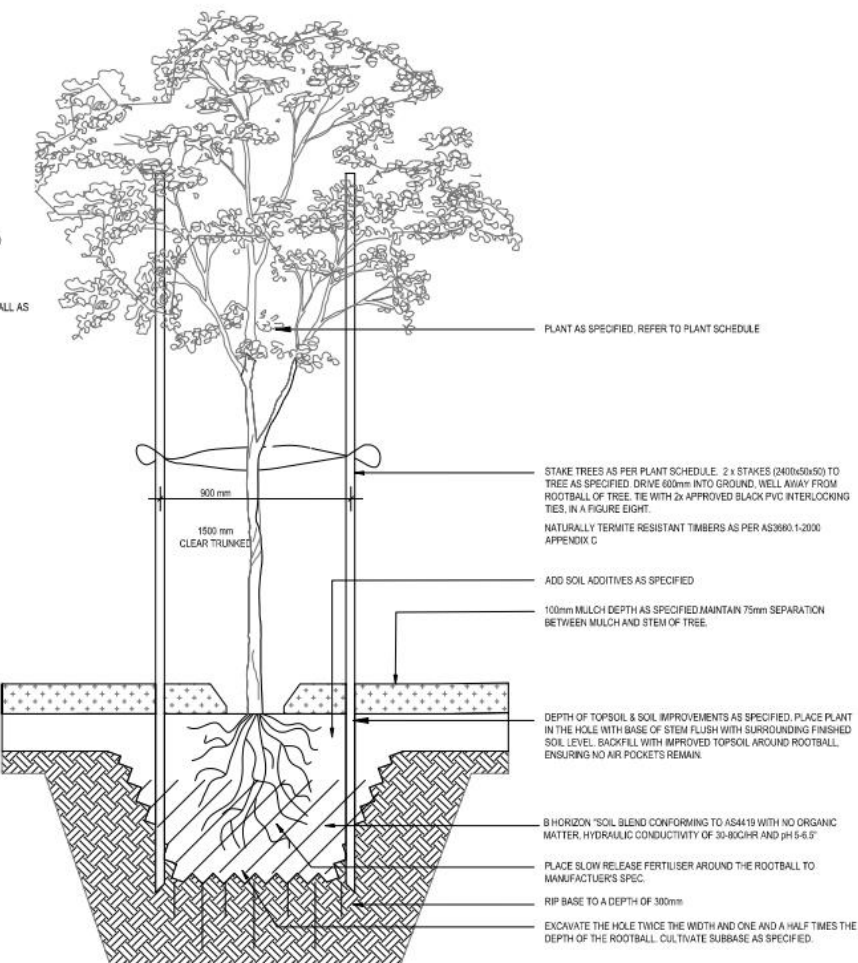 ALL AS
PLANT AS SPECIFIED. REFER TO PLANT SCHEDULE
STAKE TREES AS PER PLANT SCHEDULE. 2 x STAKES (2400x50x50) TO
TREE AS SPECIFIED. DRIVE 600mm INTO GROUND, WELL AWAY FROM
ROOTBALL OF TREE. TIE WITH 2x APPROVED BLACK PVC INTERLOCKING
TIES, IN A FIGURE EIGHT.
NATURALLY TERMITE RESISTANT TIMBERS AS PER AS3660.1-2000
APPENDIX C
900 mm
1500 mm
CLEAR TRUNKED
ADD SOIL ADDITIVES AS SPECIFIED
100mm MULCH DEPTH AS SPECIFIED.MAINTAIN 75mm SEPARATION
BETWEEN MULCH AND STEM OF TREE.
DEPTH OF TOPSOIL & SOIL IMPROVEMENTS AS SPECIFIED. PLACE PLANT
IN THE HOLE WITH BASE OF STEM FLUSH WITH SURROUNDING FINISHED
SOIL LEVEL. BACKFILL WITH IMPROVED TOPSOIL AROUND ROOTBALL,
ENSURING NO AIR POCKETS REMAIN.
B HORIZON "SOIL BLEND CONFORMING TO AS4419 WITH NO ORGANIC
MATTER, HYDRAULIC CONDUCTIVITY OF AND pH 5-6.5"
PLACE SLOW RELEASE FERTILISER AROUND THE ROOTBALL TO
MANUFACTUER'S SPEC.
RIP BASE TO A DEPTH OF 300mm
EXCAVATE THE HOLE TWICE THE WIDTH AND ONE AND A HALF TIMES THE
DEPTH OF THE ROOTBALL. CULTIVATE SUBBASE AS SPECIFIED.